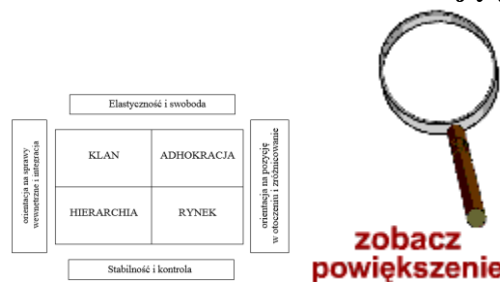 Elastyczność i swoboda
orientacja na sprawy
wewnetrzne i integracja
KLAN
ADHOKRACJA
HIERARCHIA
RYNEK
orientacja na pozycję
w otoczeniu i zróżnicowanie
Stabilność i kontrola
zobacz
powiększenie